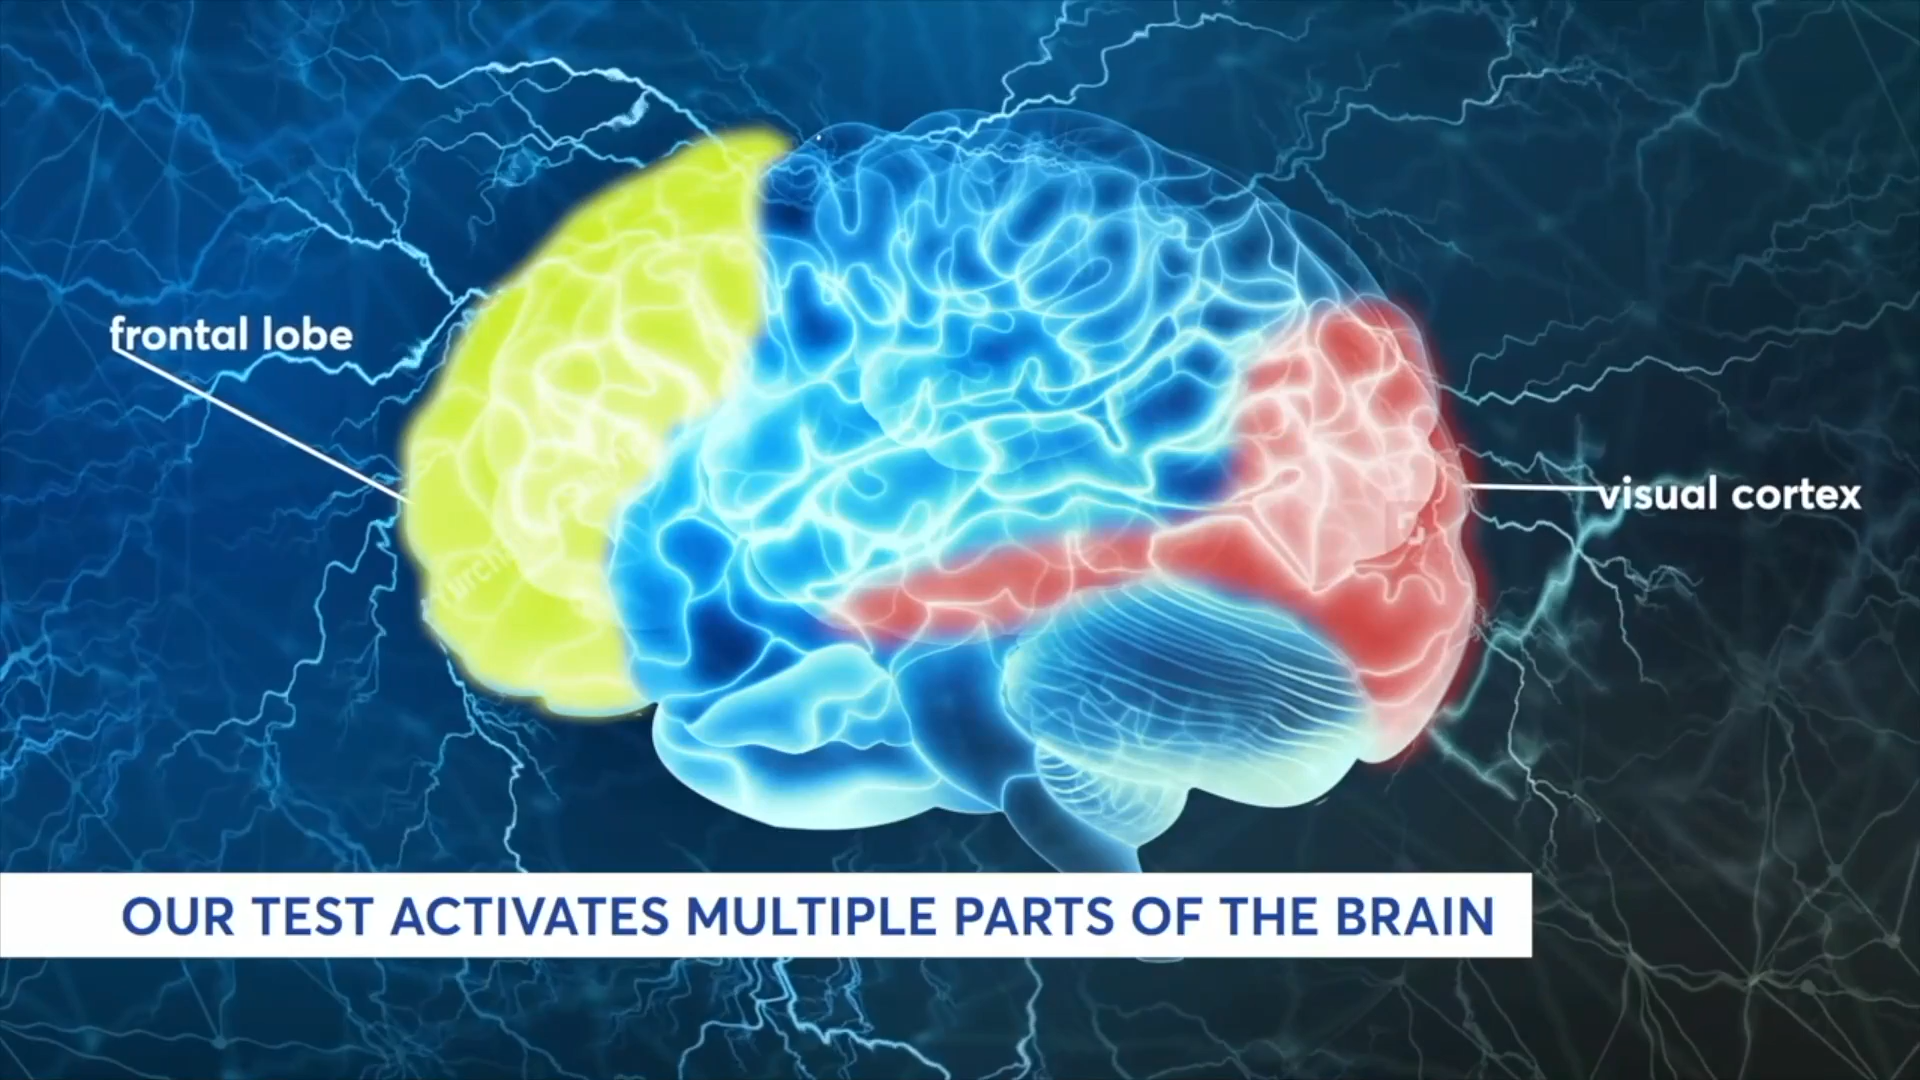 frontal lobe
visual cortex
OUR TEST ACTIVATES MULTIPLE PARTS OF THE BRAIN